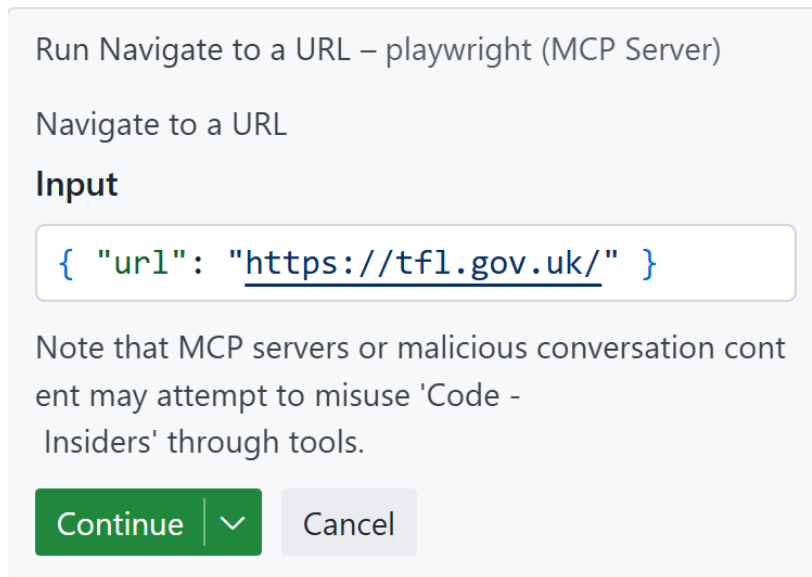 Run Navigate to a URL – playwright (MCP Server)
Navigate to a URL
Input
{ "url": "https://tfl.gov.uk/" }
Note that MCP servers or malicious conversation cont
ent may attempt to misuse 'Code -
Insiders' through tools.
Continue
Cancel